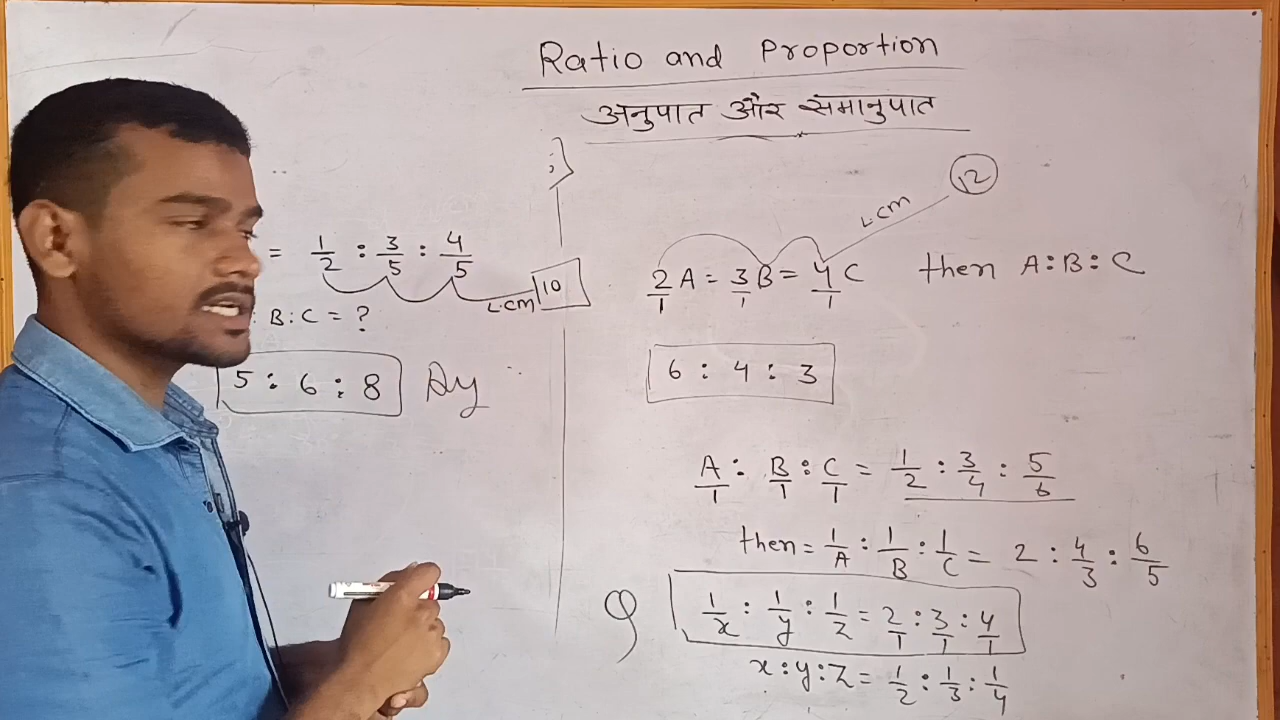 Ratio and Proportion
अनुपात और समानुपात
= 1/2 : 3/5 : 4/5
L.CM 10
: B : C = ?
5 : 6 : 8
2/1 A = 3/1 B = 4/1 C then A : B : C
L.CM 12
6 : 4 : 3
A/1 : B/1 : C/1 = 1/2 : 3/4 : 5/6
then = 1/A : 1/B : 1/C = 2 : 4/3 : 6/5
Q 1/x : 1/y : 1/z = 2/1 : 3/1 : 4/1
x : y : z = 1/2 : 1/3 : 1/4